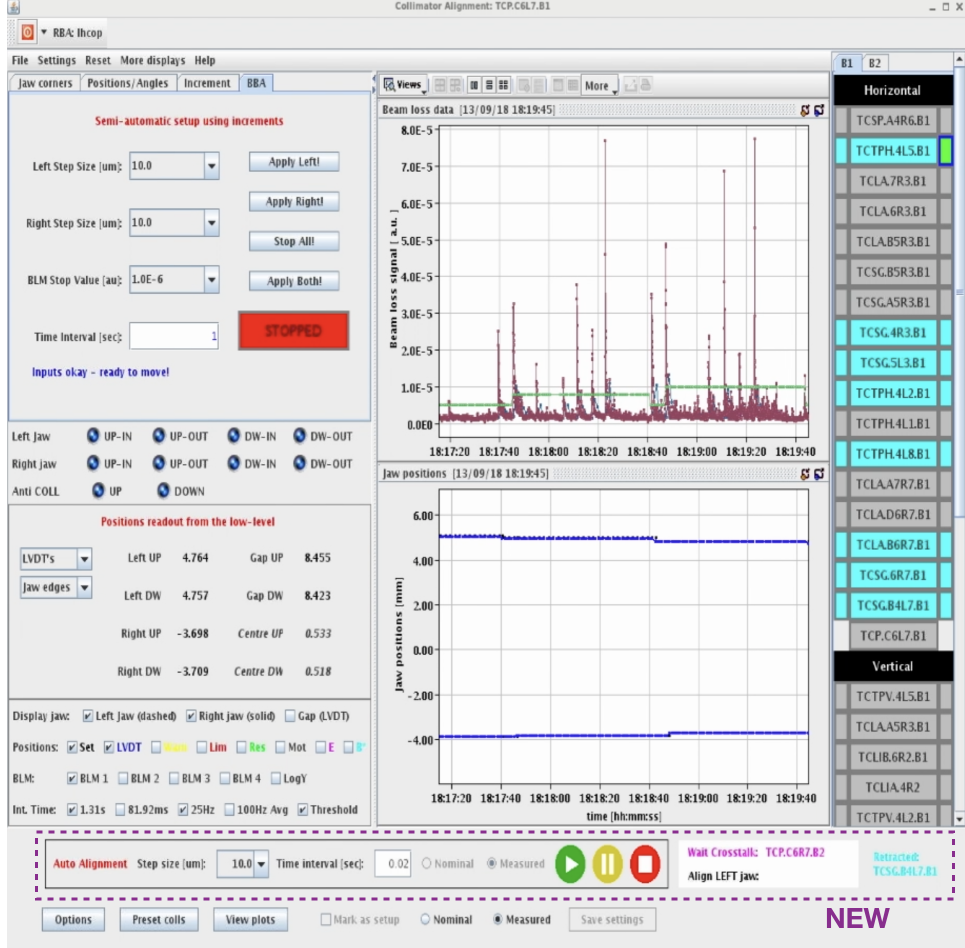 Collimator Alignment: TCP.C6L7.B1
RBA: lhcop
File Settings Reset More displays Help
Jaw corners Positions/Angles Increment BBA
Semi-automatic setup using increments
Left Step Size [um]: 10.0 Apply Left!
Apply Right!
Right Step Size [um]: 10.0
Stop All!
BLM Stop Value [au]: 1.0E-6 Apply Both!
Time Interval [sec]: 1 STOPPED
Inputs okay - ready to move!
Left Jaw UP-IN UP-OUT DW-IN DW-OUT
Right jaw UP-IN UP-OUT DW-IN DW-OUT
Anti COLL UP DOWN
Positions readout from the low-level
LVDT's Left UP 4.764 Gap UP 8.455
Jaw edges Left DW 4.757 Gap DW 8.423
Right UP -3.698 Centre UP 0.533
Right DW -3.709 Centre DW 0.518
Display jaw: Left Jaw (dashed) Right jaw (solid) Gap (LVDT)
Positions: Set LVDT Lim Res Mot E B*
BLM: BLM 1 BLM 2 BLM 3 BLM 4 LogY
Int. Time: 1.31s 81.92ms 25Hz 100Hz Avg Threshold
Views More
Beam loss data [13/09/18 18:19:45]
Beam loss signal [ a.u. ]
8.0E-5
7.0E-5
6.0E-5
5.0E-5
4.0E-5
3.0E-5
2.0E-5
1.0E-5
0.0E0
18:17:20 18:17:40 18:18:00 18:18:20 18:18:40 18:19:00 18:19:20 18:19:40
Jaw positions [13/09/18 18:19:45]
Jaw positions [mm]
6.00
4.00
2.00
0.00
-2.00
-4.00
18:17:20 18:17:40 18:18:00 18:18:20 18:18:40 18:19:00 18:19:20 18:19:40
time [hh:mm:ss]
B1 B2
Horizontal
TCSP.A4R6.B1
TCTPH.4L5.B1
TCLA.7R3.B1
TCLA.6R3.B1
TCLA.B5R3.B1
TCSG.B5R3.B1
TCSG.A5R3.B1
TCSG.4R3.B1
TCSG.5L3.B1
TCTPH.4L2.B1
TCTPH.4L1.B1
TCTPH.4L8.B1
TCLA.A7R7.B1
TCLA.D6R7.B1
TCLA.B6R7.B1
TCSG.6R7.B1
TCSG.B4L7.B1
TCP.C6L7.B1
Vertical
TCTPV.4L5.B1
TCLA.A5R3.B1
TCLIB.6R2.B1
TCLIA.4R2
TCTPV.4L2.B1
Auto Alignment Step size [um]: 10.0 Time interval [sec]: 0.02 Nominal Measured
Wait Crosstalk: TCP.C6R7.B2
Align LEFT jaw:
Retracted:
TCSG.B4L7.B1
Options Preset colls View plots Mark as setup Nominal Measured Save settings
NEW